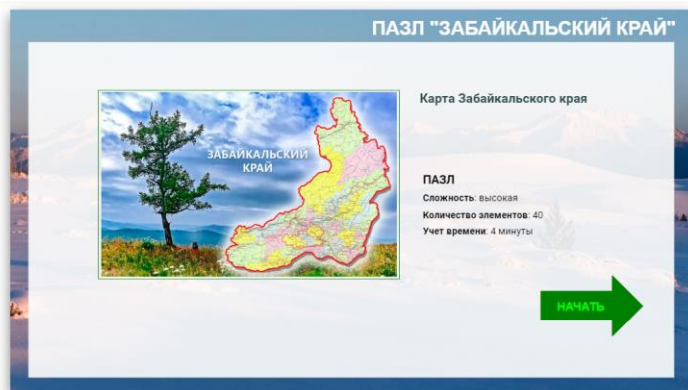 ПАЗЛ "ЗАБАЙКАЛЬСКИЙ КРАЙ"
Карта Забайкальского края
ЗАБАЙКАЛЬСКИЙ
КРАЙ
ПАЗЛ
Сложность: высокая
Количество элементов: 40
Учет времени: 4 минуты
НАЧАТЬ